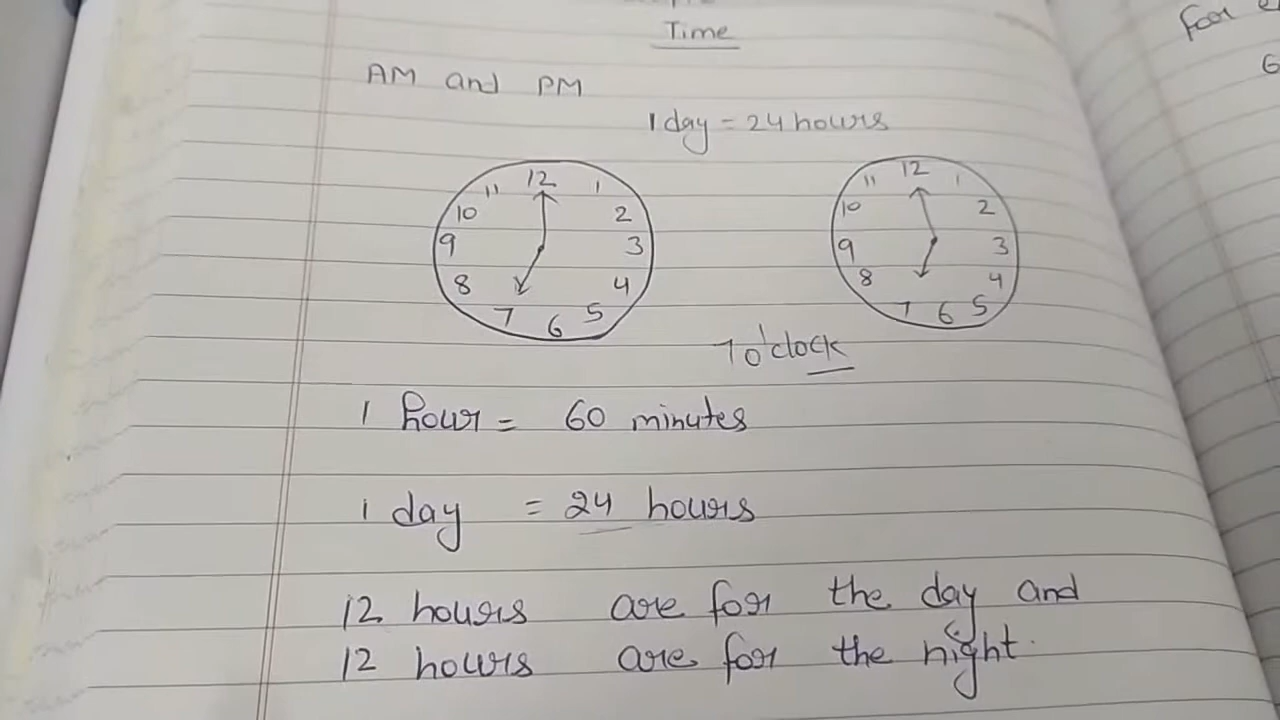 Time
AM and PM
1 day = 24 hours
12 1 2 3 4 5 6 7 8 9 10 11
12 1 2 3 4 5 6 7 8 9 10 11
7 o'clock
1 hour = 60 minutes
1 day = 24 hours
12 hours are for the day and
12 hours are for the night.
For